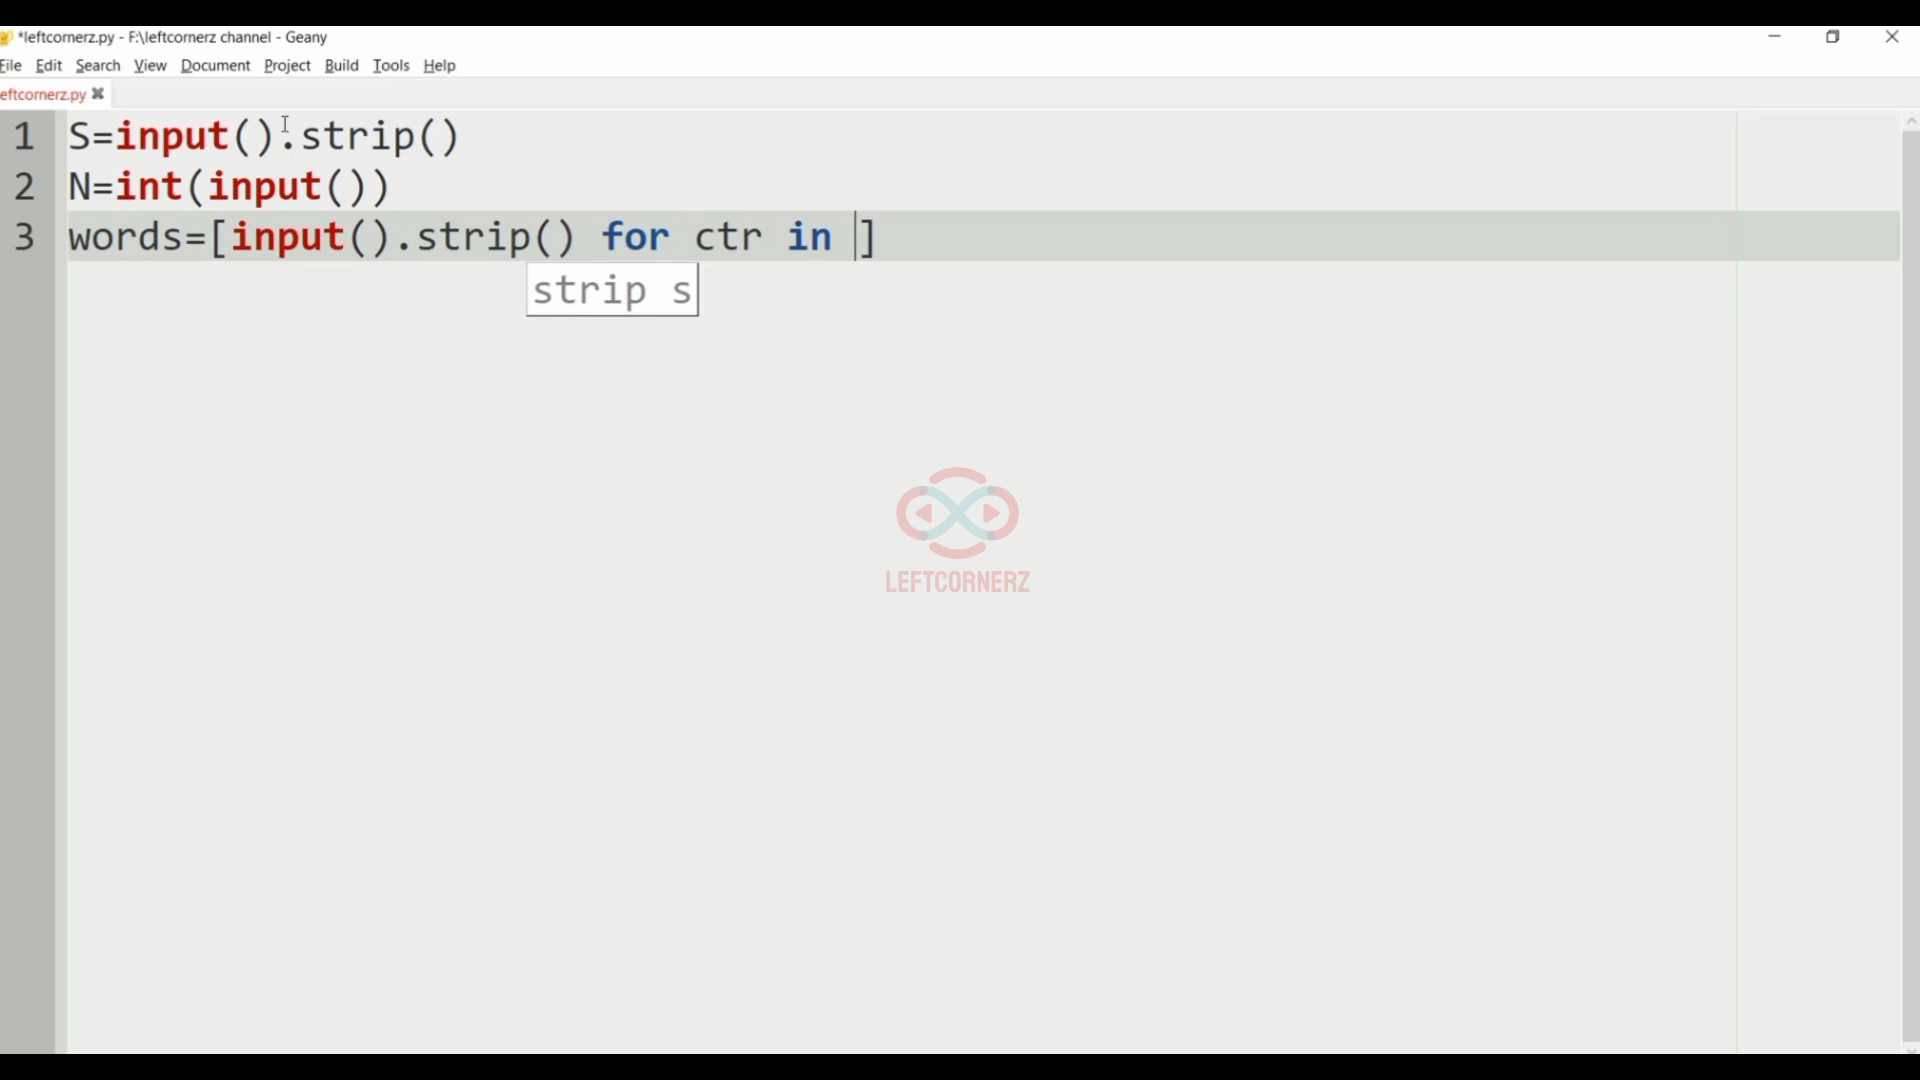 *leftcornerz.py - F:\leftcornerz channel - Geany
File Edit Search View Document Project Build Tools Help
eftcornerz.py
1 S=input().strip()
2 N=int(input())
3 words=[input().strip() for ctr in ]
strip s
LEFTCORNERZ